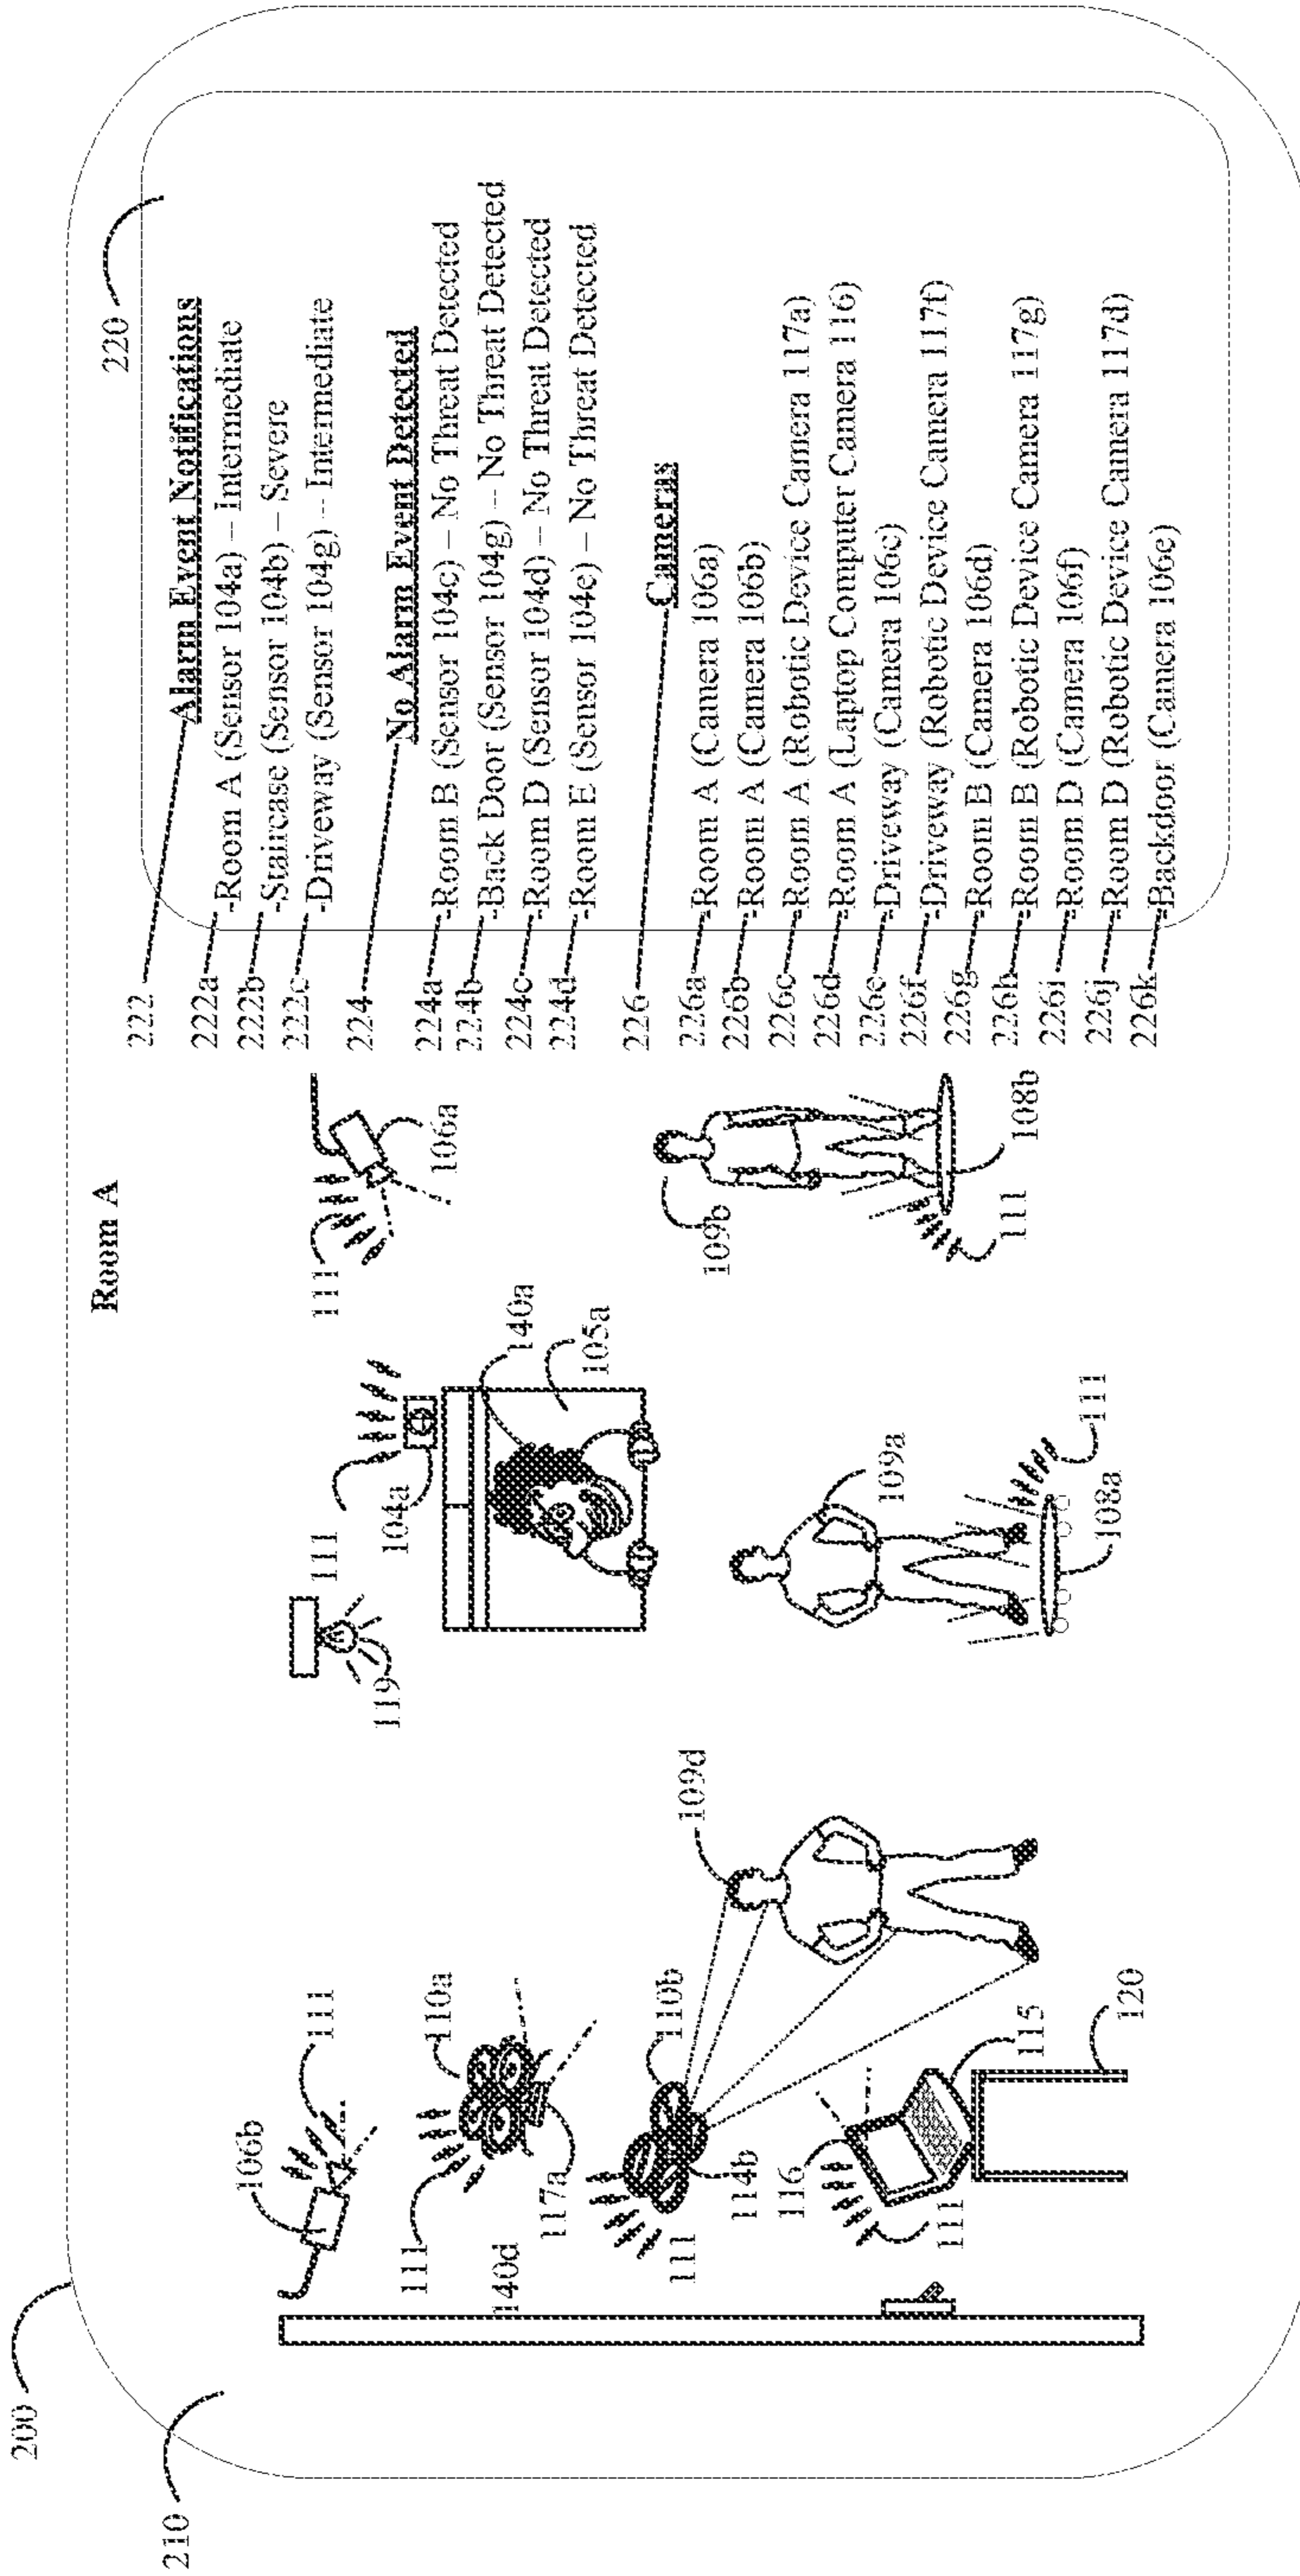 200
210
Room A
220
222
Alarm Event Notifications
222a -Room A (Sensor 104a) – Intermediate
222b -Staircase (Sensor 104b) – Severe
222c -Driveway (Sensor 104g) – Intermediate
224
No Alarm Event Detected
224a -Room B (Sensor 104c) – No Threat Detected
224b -Back Door (Sensor 104g) – No Threat Detected
224c -Room D (Sensor 104d) – No Threat Detected
224d -Room E (Sensor 104e) – No Threat Detected
226
Cameras
226a -Room A (Camera 106a)
226b -Room A (Camera 106b)
226c -Room A (Robotic Device Camera 117a)
226d -Room A (Laptop Computer Camera 116)
226e -Driveway (Camera 106c)
226f -Driveway (Robotic Device Camera 117f)
226g -Room B (Camera 106d)
226h -Room B (Robotic Device Camera 117g)
226i -Room D (Camera 106f)
226j -Room D (Robotic Device Camera 117d)
226k -Backdoor (Camera 106e)
106b
111
111
110a
140d
117a
111
110b
114b
109d
116
111
115
120
119
111
104a
140a
105a
111
106a
109a
111
108a
109b
111
108b